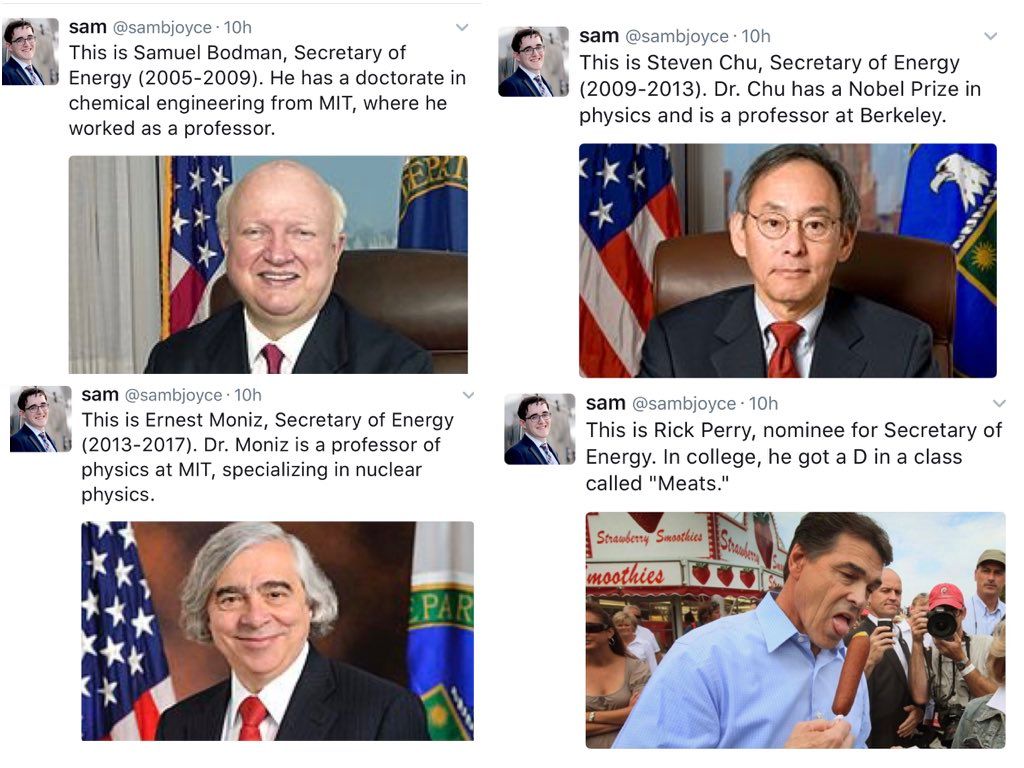 sam @sambjoyce · 10h
This is Samuel Bodman, Secretary of
Energy (2005-2009). He has a doctorate in
chemical engineering from MIT, where he
worked as a professor.
DEPART
sam @sambjoyce · 10h
This is Steven Chu, Secretary of Energy
(2009-2013). Dr. Chu has a Nobel Prize in
physics and is a professor at Berkeley.
sam @sambjoyce · 10h
This is Ernest Moniz, Secretary of Energy
(2013-2017). Dr. Moniz is a professor of
physics at MIT, specializing in nuclear
physics.
EPAR
sam @sambjoyce · 10h
This is Rick Perry, nominee for Secretary of
Energy. In college, he got a D in a class
called "Meats."
Strawberry Smoothies
Strawberry
moothies